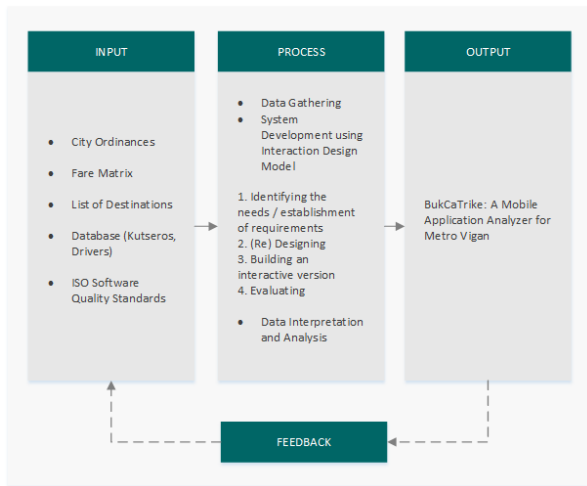 INPUT
PROCESS
OUTPUT
• City Ordinances
• Fare Matrix
• List of Destinations
• Database (Kutseros,
Drivers)
• ISO Software
Quality Standards
• Data Gathering
• System
Development using
Interaction Design
Model
1. Identifying the
needs / establishment
of requirements
2. (Re) Designing
3. Building an
interactive version
4. Evaluating
• Data Interpretation
and Analysis
BukCaTrike: A Mobile
Application Analyzer for
Metro Vigan
FEEDBACK